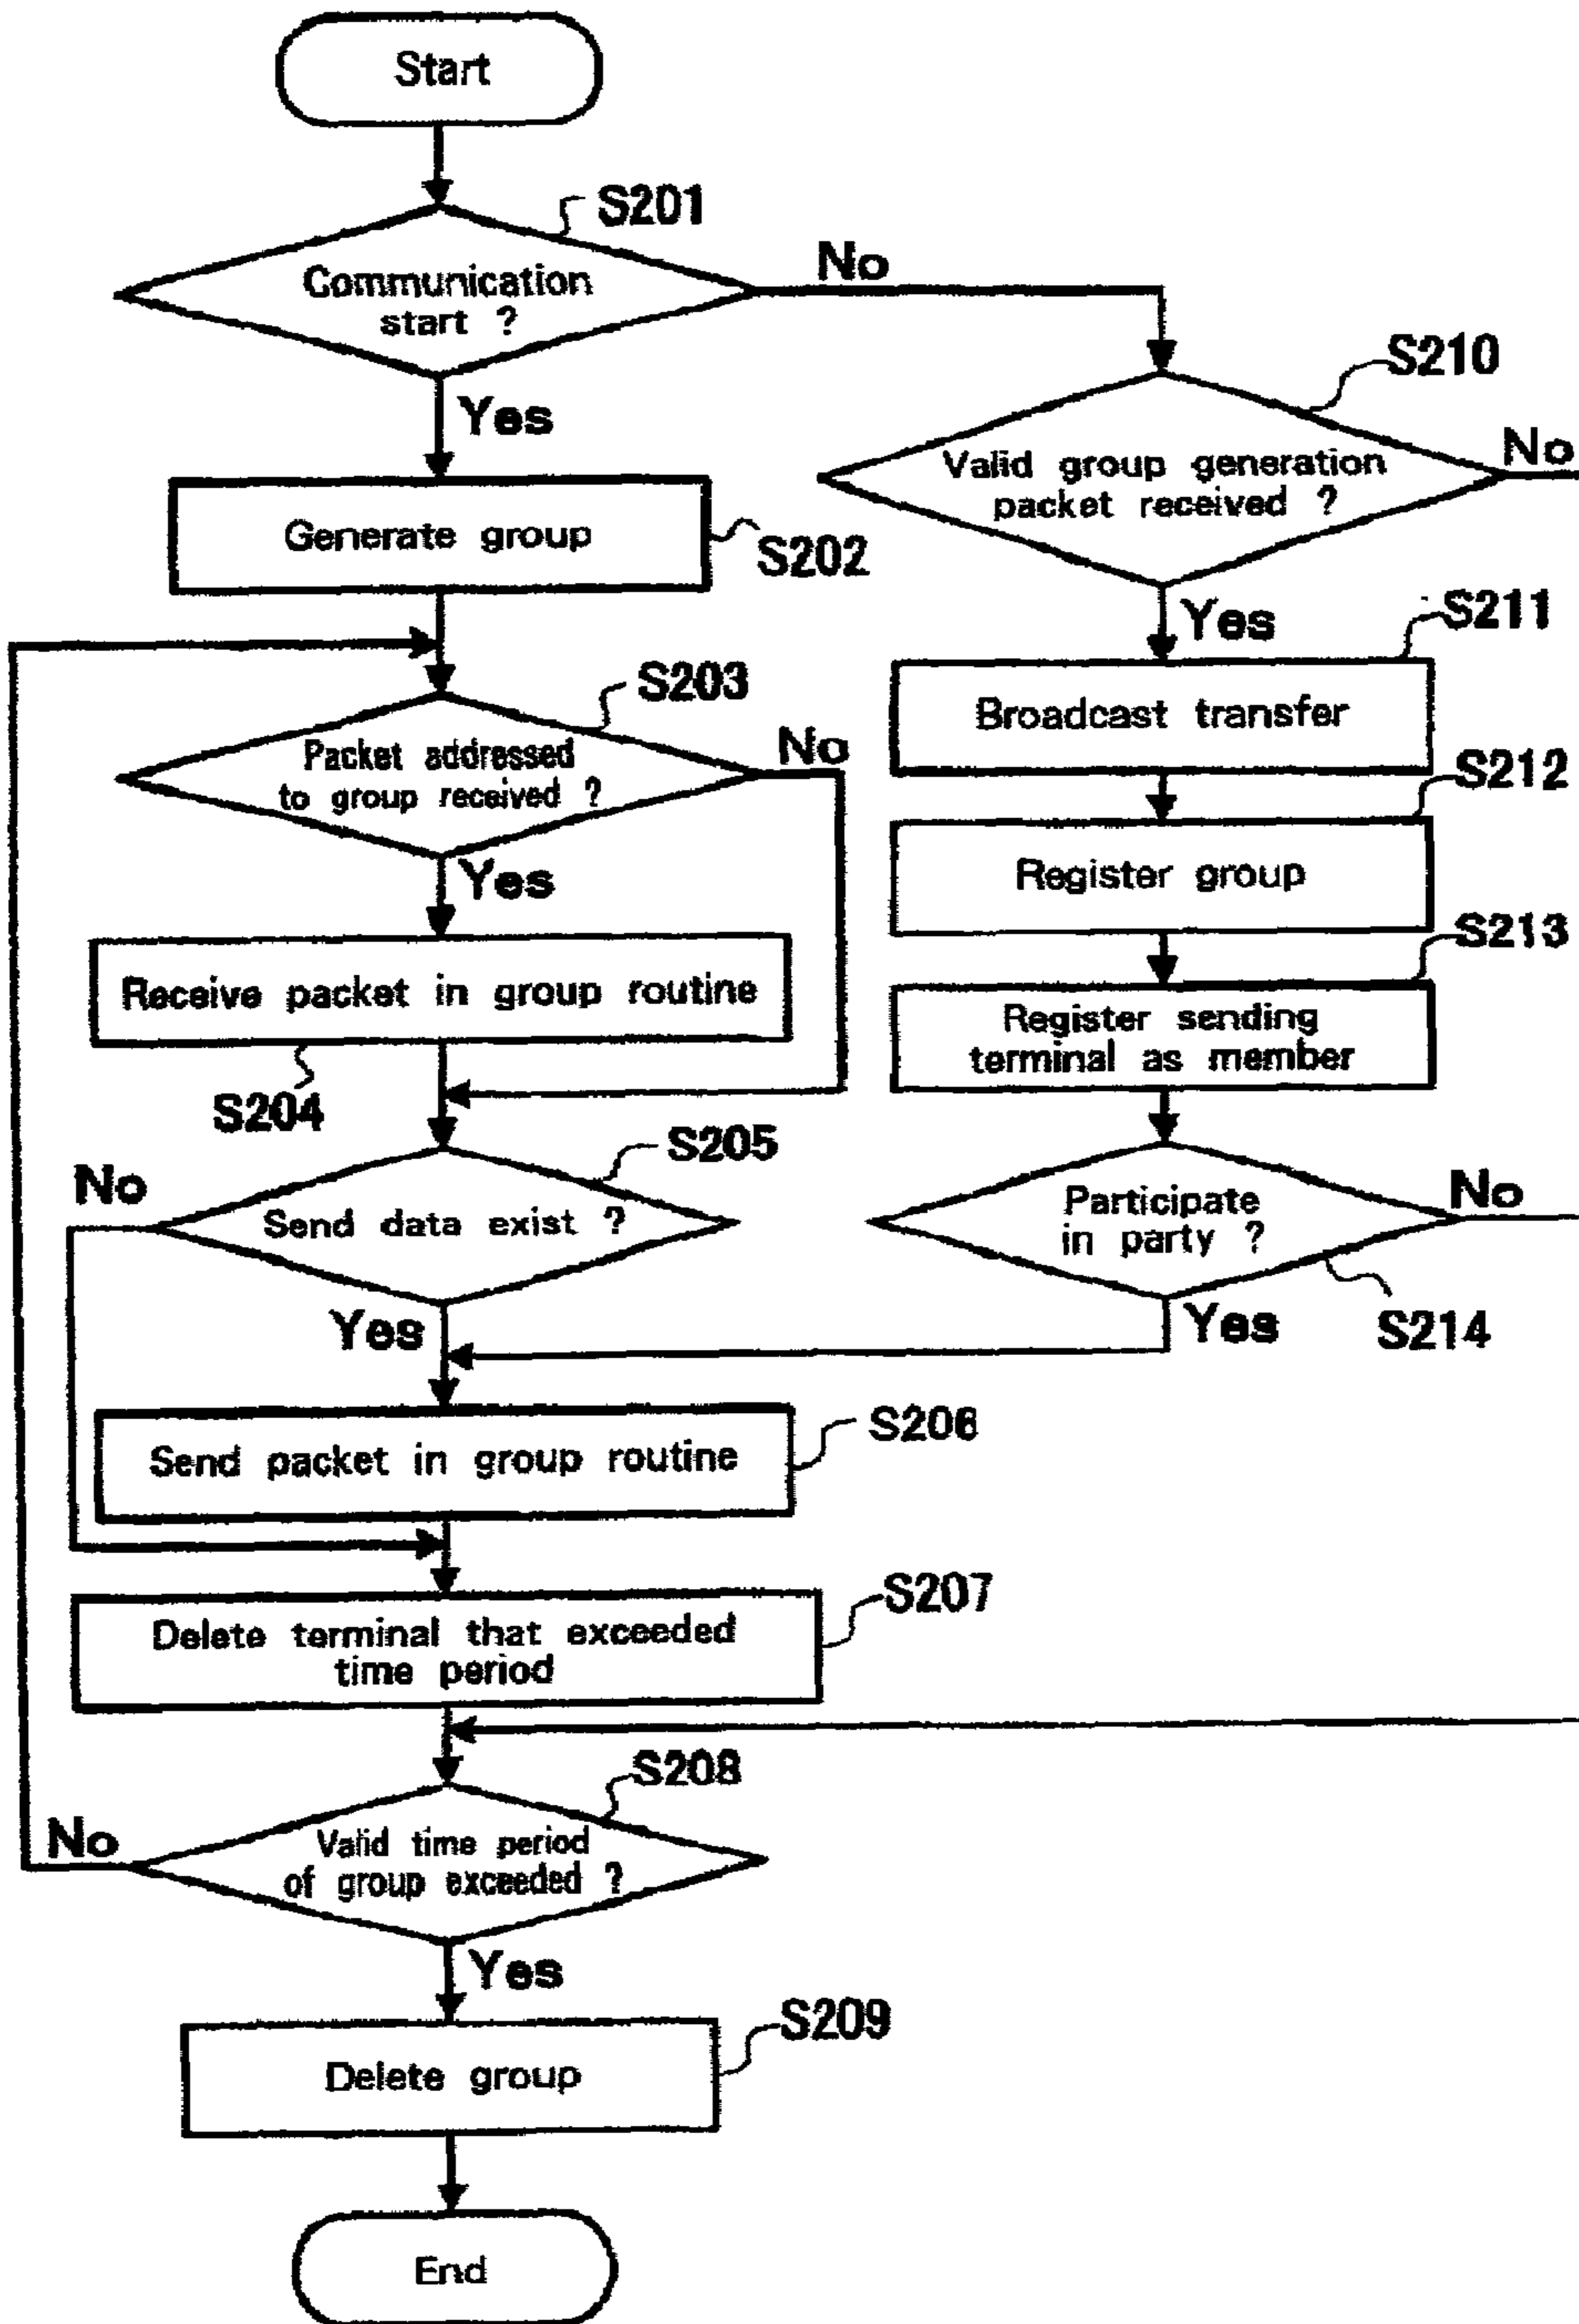 Start
S201
Communication
start ?
No
Yes
S210
Valid group generation
packet received ?
No
Generate group
S202
Yes
S211
S203
Packet addressed
to group received ?
No
Broadcast transfer
S212
Yes
Register group
S213
Receive packet in group routine
S204
Register sending
terminal as member
S205
No
Send data exist ?
Participate
in party ?
No
Yes
Yes
S214
S206
Send packet in group routine
S207
Delete terminal that exceeded
time period
S208
No
Valid time period
of group exceeded ?
Yes
S209
Delete group
End